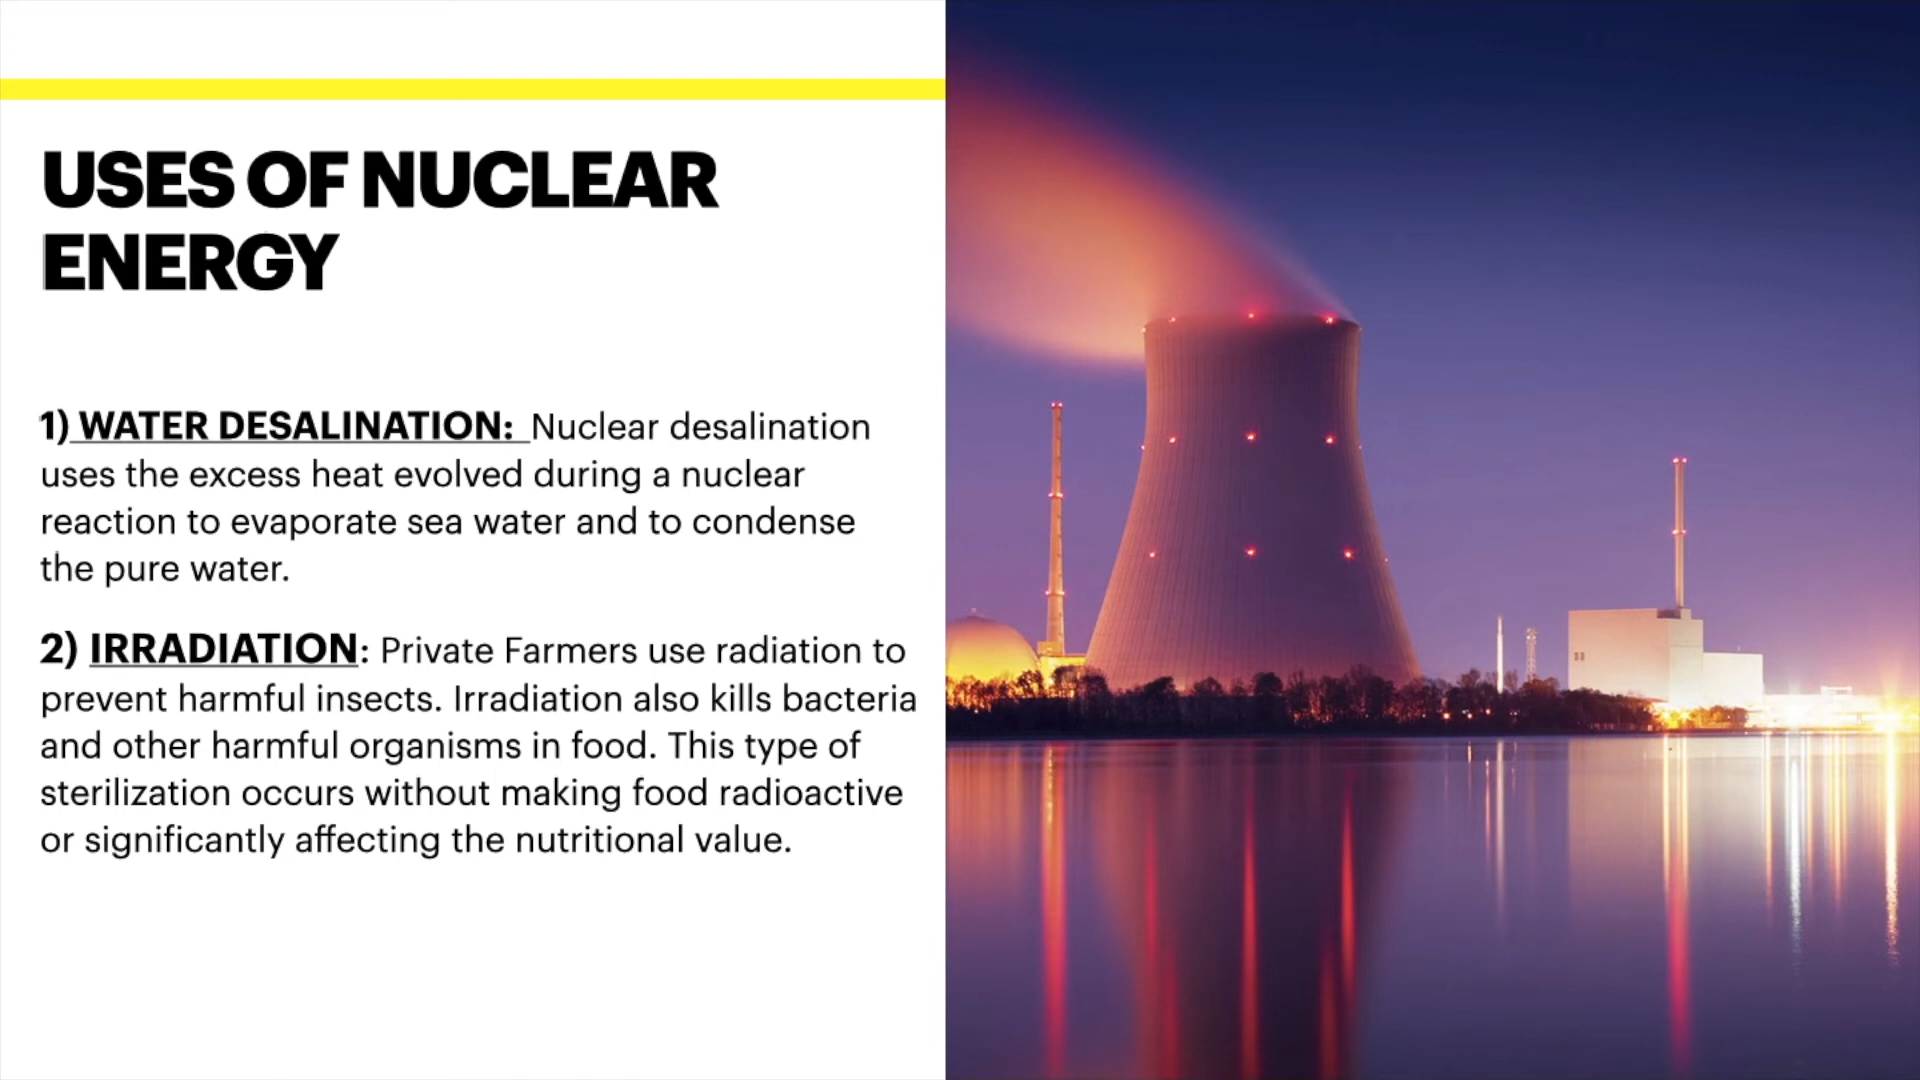 USES OF NUCLEAR
ENERGY
1) WATER DESALINATION: Nuclear desalination
uses the excess heat evolved during a nuclear
reaction to evaporate sea water and to condense
the pure water.
2) IRRADIATION: Private Farmers use radiation to
prevent harmful insects. Irradiation also kills bacteria
and other harmful organisms in food. This type of
sterilization occurs without making food radioactive
or significantly affecting the nutritional value.